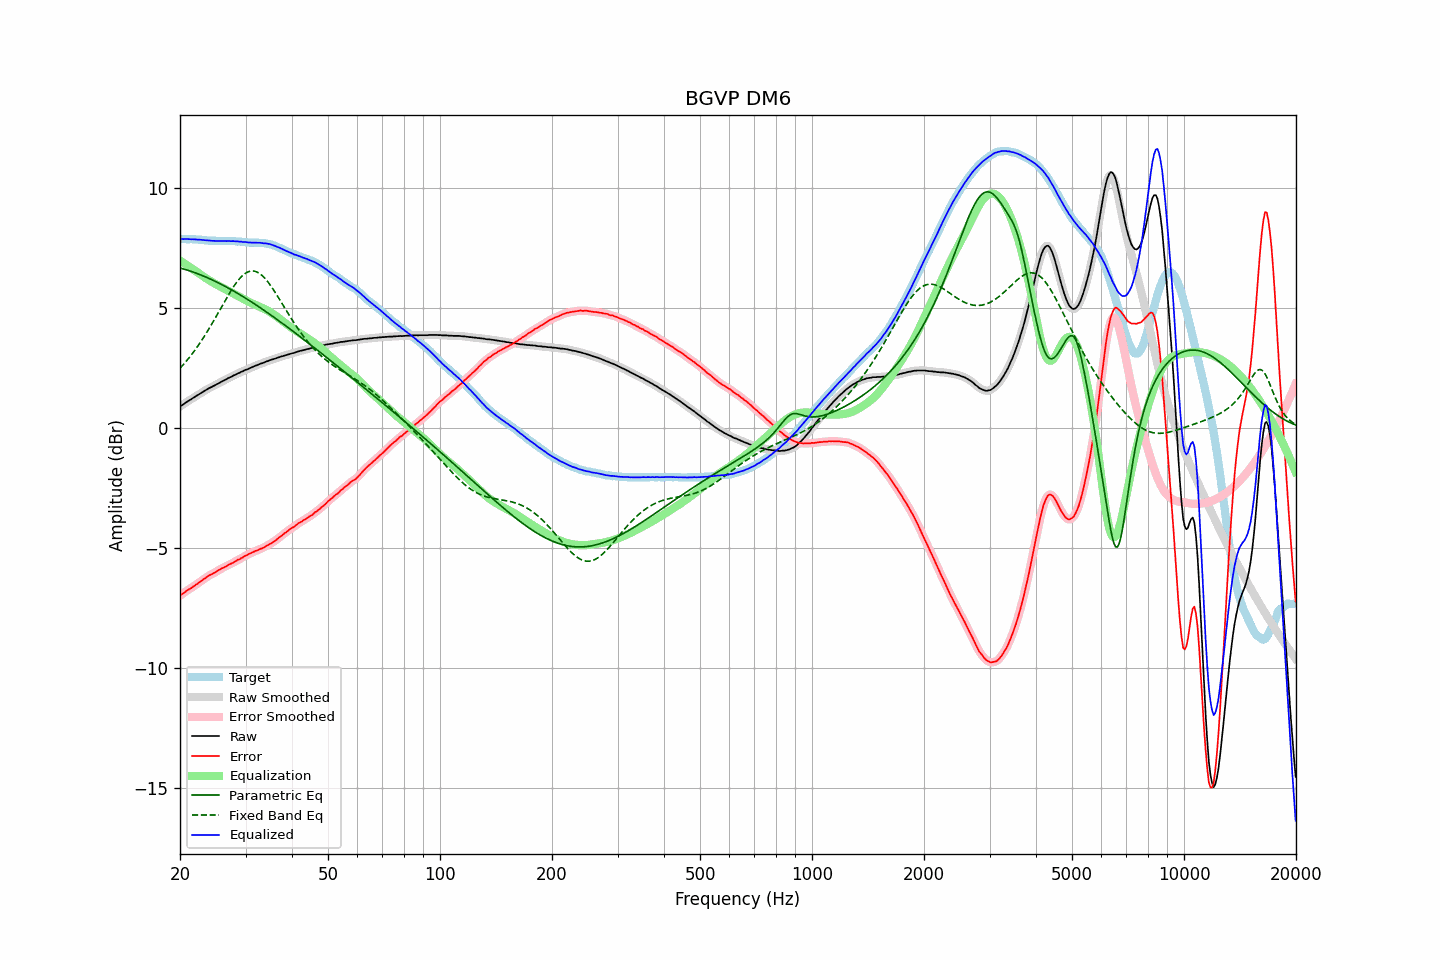 BGVP DM6
Amplitude (dBr)
10
5
0
−5
−10
−15
Target
Raw Smoothed
Error Smoothed
Raw
Error
Equalization
Parametric Eq
Fixed Band Eq
Equalized
20 50 100 200 500 1000 2000 5000 10000 20000
Frequency (Hz)